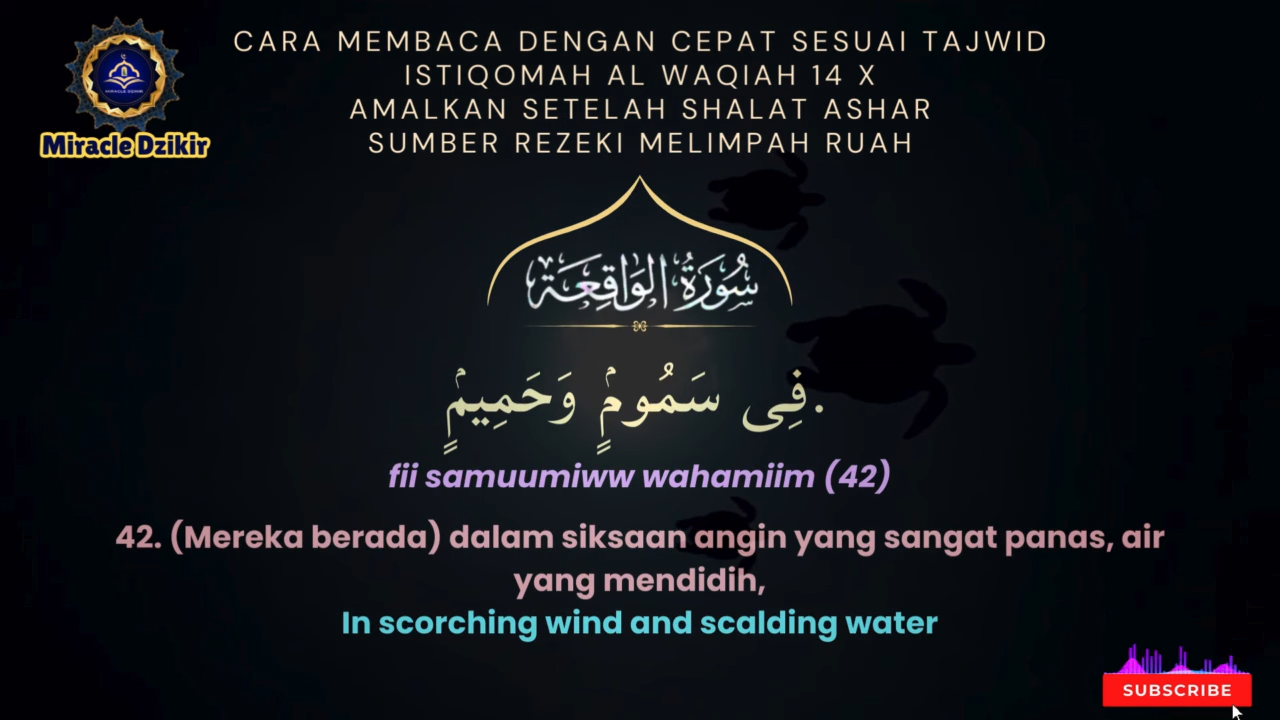 CARA MEMBACA DENGAN CEPAT SESUAI TAJWID
ISTIQOMAH AL WAQIAH 14 X
AMALKAN SETELAH SHALAT ASHAR
SUMBER REZEKI MELIMPAH RUAH
MIRACLE DZIKIR
Miracle Dzikir
سُورَةُ الوَاقِعَة
.فِى سَمُومٍۢ وَحَمِيمٍۢ
fii samuumiww wahamiim (42)
42. (Mereka berada) dalam siksaan angin yang sangat panas, air
yang mendidih,
In scorching wind and scalding water
SUBSCRIBE